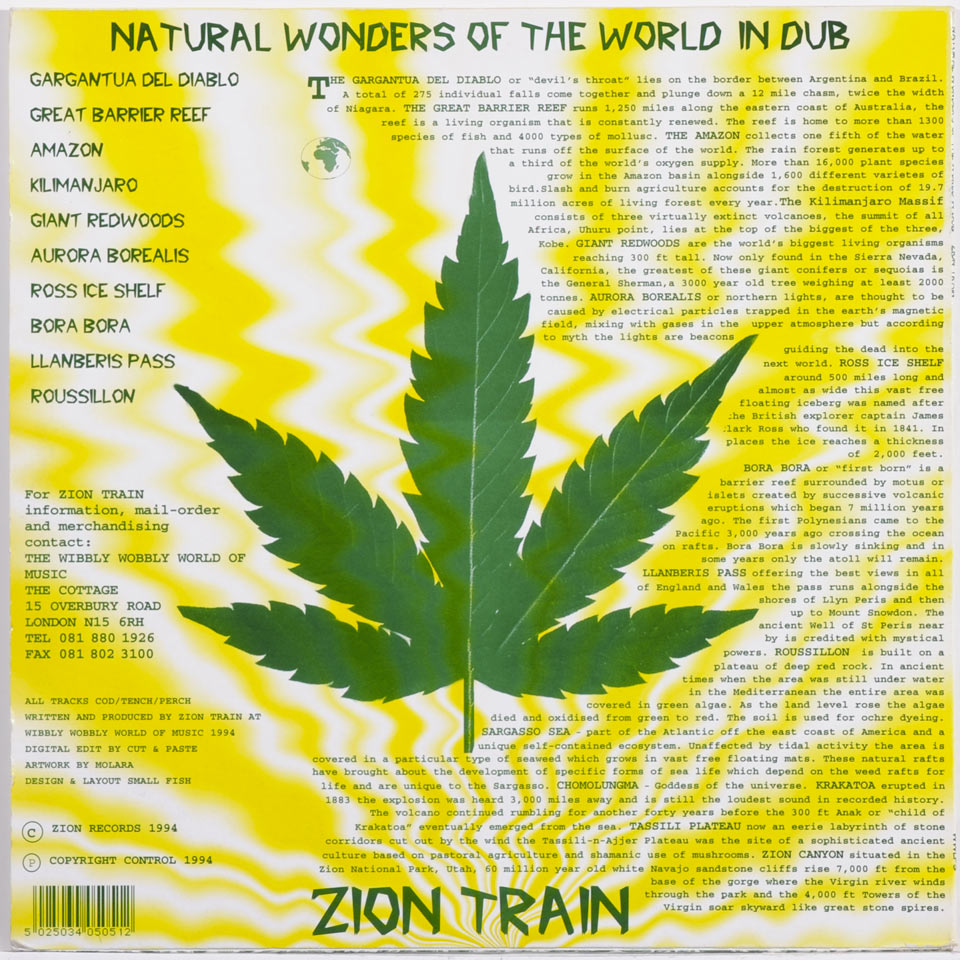 NATURAL WONDERS OF THE WORLD IN DUB
GARGANTUA DEL DIABLO
GREAT BARRIER REEF
AMAZON
KILIMANJARO
GIANT REDWOODS
AURORA BOREALIS
ROSS ICE SHELF
BORA BORA
LLANBERIS PASS
ROUSSILLON
THE GARGANTUA DEL DIABLO or "devil's throat" lies on the border between Argentina and Brazil.
A total of 275 individual falls come together and plunge down a 12 mile chasm, twice the width
of Niagara. THE GREAT BARRIER REEF runs 1,250 miles along the eastern coast of Australia, the
reef is a living organism that is constantly renewed. The reef is home to more than 1300
species of fish and 4000 types of mollusc. THE AMAZON collects one fifth of the water
that runs off the surface of the world. The rain forest generates up to
a third of the world's oxygen supply. More than 16,000 plant species
grow in the Amazon basin alongside 1,600 different varietes of
bird.Slash and burn agriculture accounts for the destruction of 19.7
million acres of living forest every year.The Kilimanjaro Massif
consists of three virtually extinct volcanoes, the summit of all
Africa, Uhuru point, lies at the top of the biggest of the three,
Kobe. GIANT REDWOODS are the world's biggest living organisms
reaching 300 ft tall. Now only found in the Sierra Nevada,
California, the greatest of these giant conifers or sequoias is
the General Sherman,a 3000 year old tree weighing at least 2000
tonnes. AURORA BOREALIS or northern lights, are thought to be
caused by electrical particles trapped in the earth's magnetic
field, mixing with gases in the upper atmosphere but according
to myth the lights are beacons
guiding the dead into the
next world. ROSS ICE SHELF
around 500 miles long and
almost as wide this vast free
floating iceberg was named after
the British explorer captain James
Clark Ross who found it in 1841. In
places the ice reaches a thickness
of 2,000 feet.
BORA BORA or "first born" is a
barrier reef surrounded by motus or
islets created by successive volcanic
eruptions which began 7 million years
ago. The first Polynesians came to the
Pacific 3,000 years ago crossing the ocean
on rafts. Bora Bora is slowly sinking and in
some years only the atoll will remain.
LLANBERIS PASS offering the best views in all
of England and Wales the pass runs alongside the
shores of Llyn Peris and then
up to Mount Snowdon. The
ancient Well of St Peris near
by is credited with mystical
powers. ROUSSILLON is built on a
plateau of deep red rock. In ancient
times when the area was still under water
in the Mediterranean the entire area was
covered in green algae. As the land level rose the algae
died and oxidised from green to red. The soil is used for ochre dyeing.
SARGASSO SEA - part of the Atlantic off the east coast of America and a
unique self-contained ecosystem. Unaffected by tidal activity the area is
covered in a particular type of seaweed which grows in vast free floating mats. These natural rafts
have brought about the development of specific forms of sea life which depend on the weed rafts for
life and are unique to the Sargasso. CHOMOLUNGMA - Goddess of the universe. KRAKATOA erupted in
1883 the explosion was heard 3,000 miles away and is still the loudest sound in recorded history.
The volcano continued rumbling for another forty years before the 300 ft Anak or "child of
Krakatoa" eventually emerged from the sea. TASSILI PLATEAU now an eerie labyrinth of stone
corridors cut out by the wind the Tassili-n-Ajjer Plateau was the site of a sophisticated ancient
culture based on pastoral agriculture and shamanic use of mushrooms. ZION CANYON situated in the
Zion National Park, Utah, 60 million year old white Navajo sandstone cliffs rise 7,000 ft from the
base of the gorge where the Virgin river winds
through the park and the 4,000 ft Towers of the
Virgin soar skyward like great stone spires.
For ZION TRAIN
information, mail-order
and merchandising
contact:
THE WIBBLY WOBBLY WORLD OF
MUSIC
THE COTTAGE
15 OVERBURY ROAD
LONDON N15 6RH
TEL 081 880 1926
FAX 081 802 3100
ALL TRACKS COD/TENCH/PERCH
WRITTEN AND PRODUCED BY ZION TRAIN AT
WIBBLY WOBBLY WORLD OF MUSIC 1994
DIGITAL EDIT BY CUT & PASTE
ARTWORK BY MOLARA
DESIGN & LAYOUT SMALL FISH
C ZION RECORDS 1994
P COPYRIGHT CONTROL 1994
5 025034 050512
ZION TRAIN